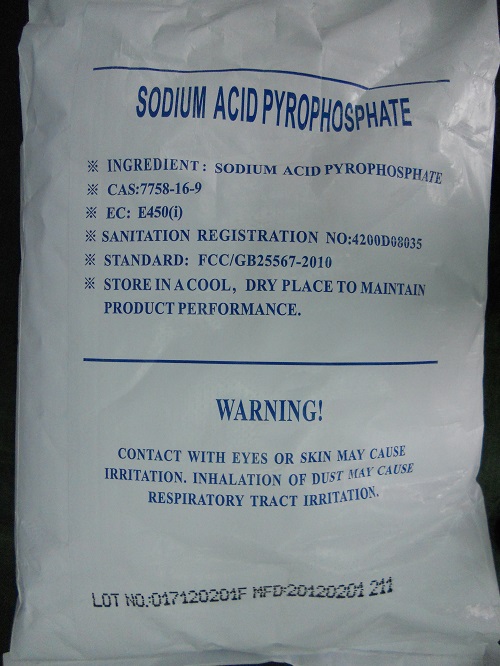 SODIUM ACID PYROPHOSPHATE
※ INGREDIENT: SODIUM ACID PYROPHOSPHATE
※ CAS:7758-16-9
※ EC: E450(i)
※ SANITATION REGISTRATION NO:4200D08035
※ STANDARD: FCC/GB25567-2010
※ STORE IN A COOL, DRY PLACE TO MAINTAIN
PRODUCT PERFORMANCE.
WARNING!
CONTACT WITH EYES OR SKIN MAY CAUSE
IRRITATION. INHALATION OF DUST MAY CAUSE
RESPIRATORY TRACT IRRITATION.
LOT NO.:017120201F MFD:20120201 211